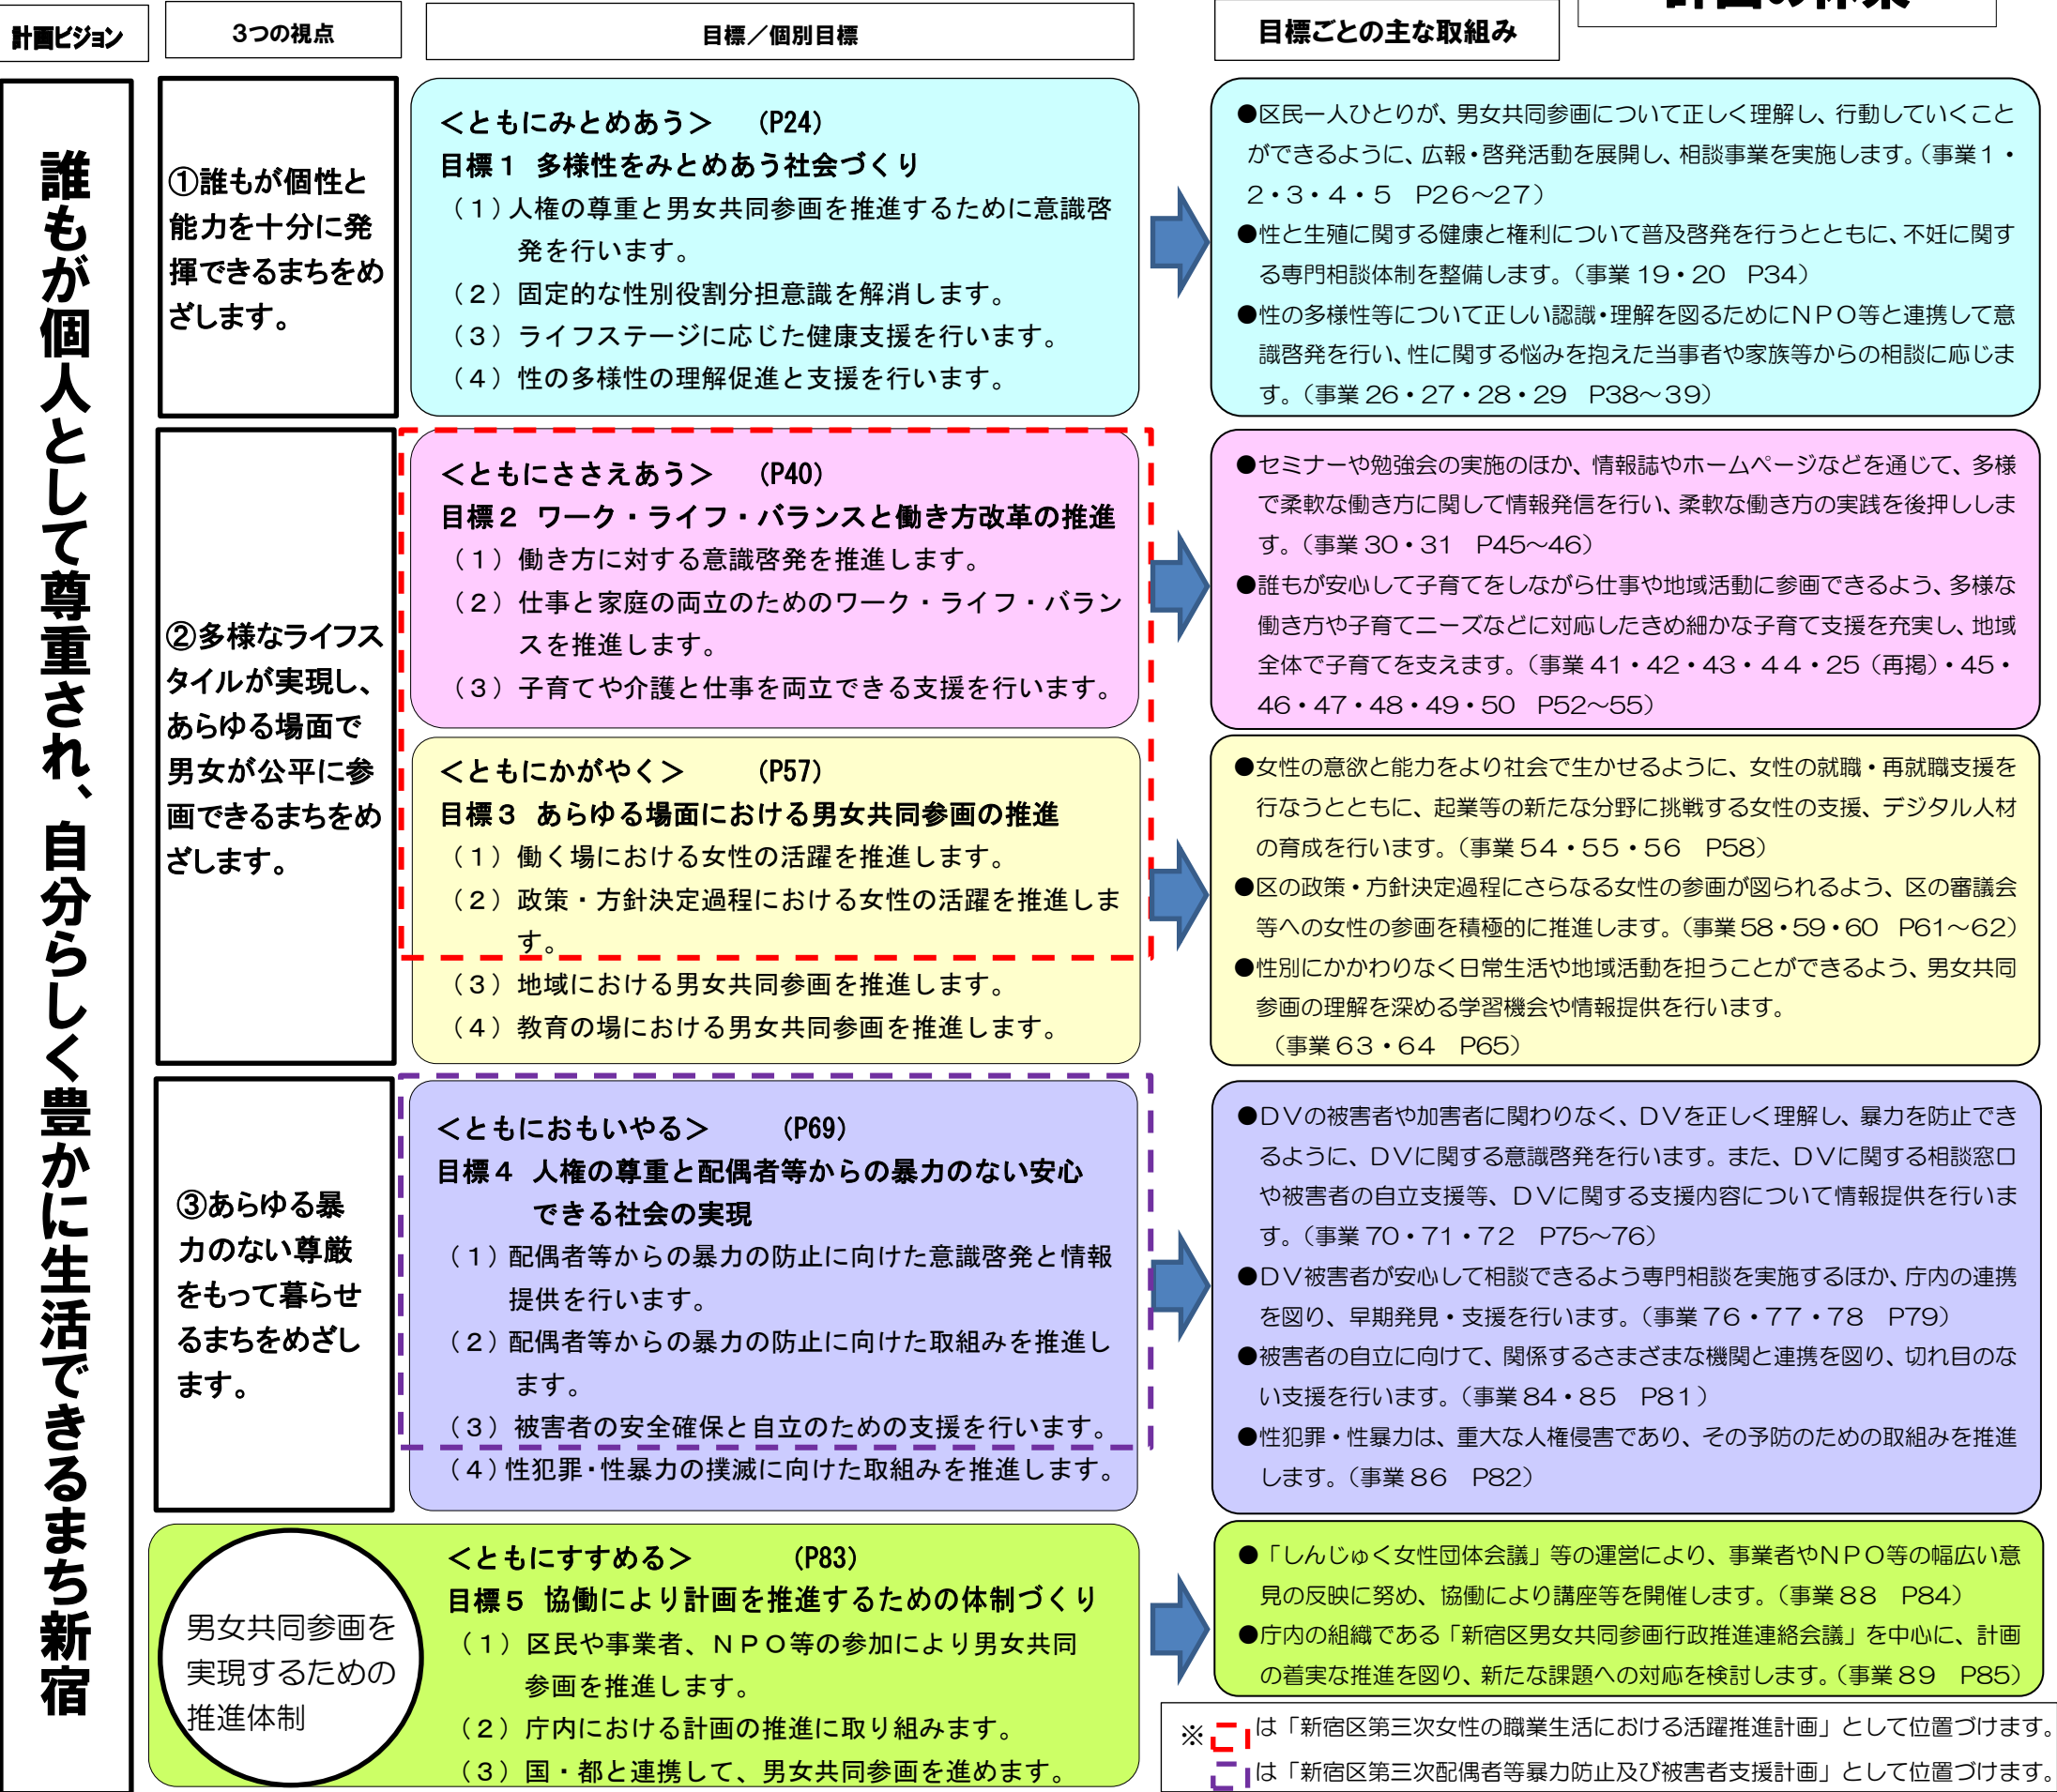 計画ビジョン
3つの視点
目標／個別目標
目標ごとの主な取組み
計画の体系
誰もが個人として尊重され、自分らしく豊かに生活できるまち新宿
①誰もが個性と
能力を十分に発
揮できるまちをめ
ざします。
＜ともにみとめあう＞　（P24）
目標１ 多様性をみとめあう社会づくり
（１）人権の尊重と男女共同参画を推進するために意識啓
発を行います。
（２）固定的な性別役割分担意識を解消します。
（３）ライフステージに応じた健康支援を行います。
（４）性の多様性の理解促進と支援を行います。
●区民一人ひとりが、男女共同参画について正しく理解し、行動していくこと
ができるように、広報・啓発活動を展開し、相談事業を実施します。（事業１・
２・３・４・５　P26～27）
●性と生殖に関する健康と権利について普及啓発を行うとともに、不妊に関す
る専門相談体制を整備します。（事業 19・20　P34）
●性の多様性等について正しい認識・理解を図るためにＮＰＯ等と連携して意
識啓発を行い、性に関する悩みを抱えた当事者や家族等からの相談に応じま
す。（事業 26・27・28・29　P38～39）
②多様なライフス
タイルが実現し、
あらゆる場面で
男女が公平に参
画できるまちをめ
ざします。
＜ともにささえあう＞　（P40）
目標２ ワーク・ライフ・バランスと働き方改革の推進
（１）働き方に対する意識啓発を推進します。
（２）仕事と家庭の両立のためのワーク・ライフ・バラン
スを推進します。
（３）子育てや介護と仕事を両立できる支援を行います。
●セミナーや勉強会の実施のほか、情報誌やホームページなどを通じて、多様
で柔軟な働き方に関して情報発信を行い、柔軟な働き方の実践を後押ししま
す。（事業 30・31　P45～46）
●誰もが安心して子育てをしながら仕事や地域活動に参画できるよう、多様な
働き方や子育てニーズなどに対応したきめ細かな子育て支援を充実し、地域
全体で子育てを支えます。（事業 41・42・43・44・25（再掲）・45・
46・47・48・49・50　P52～55）
＜ともにかがやく＞　（P57）
目標３ あらゆる場面における男女共同参画の推進
（１）働く場における女性の活躍を推進します。
（２）政策・方針決定過程における女性の活躍を推進しま
す。
（３）地域における男女共同参画を推進します。
（４）教育の場における男女共同参画を推進します。
●女性の意欲と能力をより社会で生かせるように、女性の就職・再就職支援を
行なうとともに、起業等の新たな分野に挑戦する女性の支援、デジタル人材
の育成を行います。（事業 54・55・56　P58）
●区の政策・方針決定過程にさらなる女性の参画が図られるよう、区の審議会
等への女性の参画を積極的に推進します。（事業 58・59・60　P61～62）
●性別にかかわりなく日常生活や地域活動を担うことができるよう、男女共同
参画の理解を深める学習機会や情報提供を行います。
（事業 63・64　P65）
③あらゆる暴
力のない尊厳
をもって暮らせ
るまちをめざし
ます。
＜ともにおもいやる＞　（P69）
目標４ 人権の尊重と配偶者等からの暴力のない安心
できる社会の実現
（１）配偶者等からの暴力の防止に向けた意識啓発と情報
提供を行います。
（２）配偶者等からの暴力の防止に向けた取組みを推進し
ます。
（３）被害者の安全確保と自立のための支援を行います。
（４）性犯罪・性暴力の撲滅に向けた取組みを推進します。
●ＤＶの被害者や加害者に関わりなく、ＤＶを正しく理解し、暴力を防止でき
るように、ＤＶに関する意識啓発を行います。また、ＤＶに関する相談窓口
や被害者の自立支援等、ＤＶに関する支援内容について情報提供を行いま
す。（事業 70・71・72　P75～76）
●ＤＶ被害者が安心して相談できるよう専門相談を実施するほか、庁内の連携
を図り、早期発見・支援を行います。（事業 76・77・78　P79）
●被害者の自立に向けて、関係するさまざまな機関と連携を図り、切れ目のな
い支援を行います。（事業 84・85　P81）
●性犯罪・性暴力は、重大な人権侵害であり、その予防のための取組みを推進
します。（事業 86　P82）
男女共同参画を
実現するための
推進体制
＜ともにすすめる＞　（P83）
目標５ 協働により計画を推進するための体制づくり
（１）区民や事業者、ＮＰＯ等の参加により男女共同
参画を推進します。
（２）庁内における計画の推進に取り組みます。
（３）国・都と連携して、男女共同参画を進めます。
●「しんじゅく女性団体会議」等の運営により、事業者やＮＰＯ等の幅広い意
見の反映に努め、協働により講座等を開催します。（事業 88　P84）
●庁内の組織である「新宿区男女共同参画行政推進連絡会議」を中心に、計画
の着実な推進を図り、新たな課題への対応を検討します。（事業 89　P85）
※　は「新宿区第三次女性の職業生活における活躍推進計画」として位置づけます。
は「新宿区第三次配偶者等暴力防止及び被害者支援計画」として位置づけます。